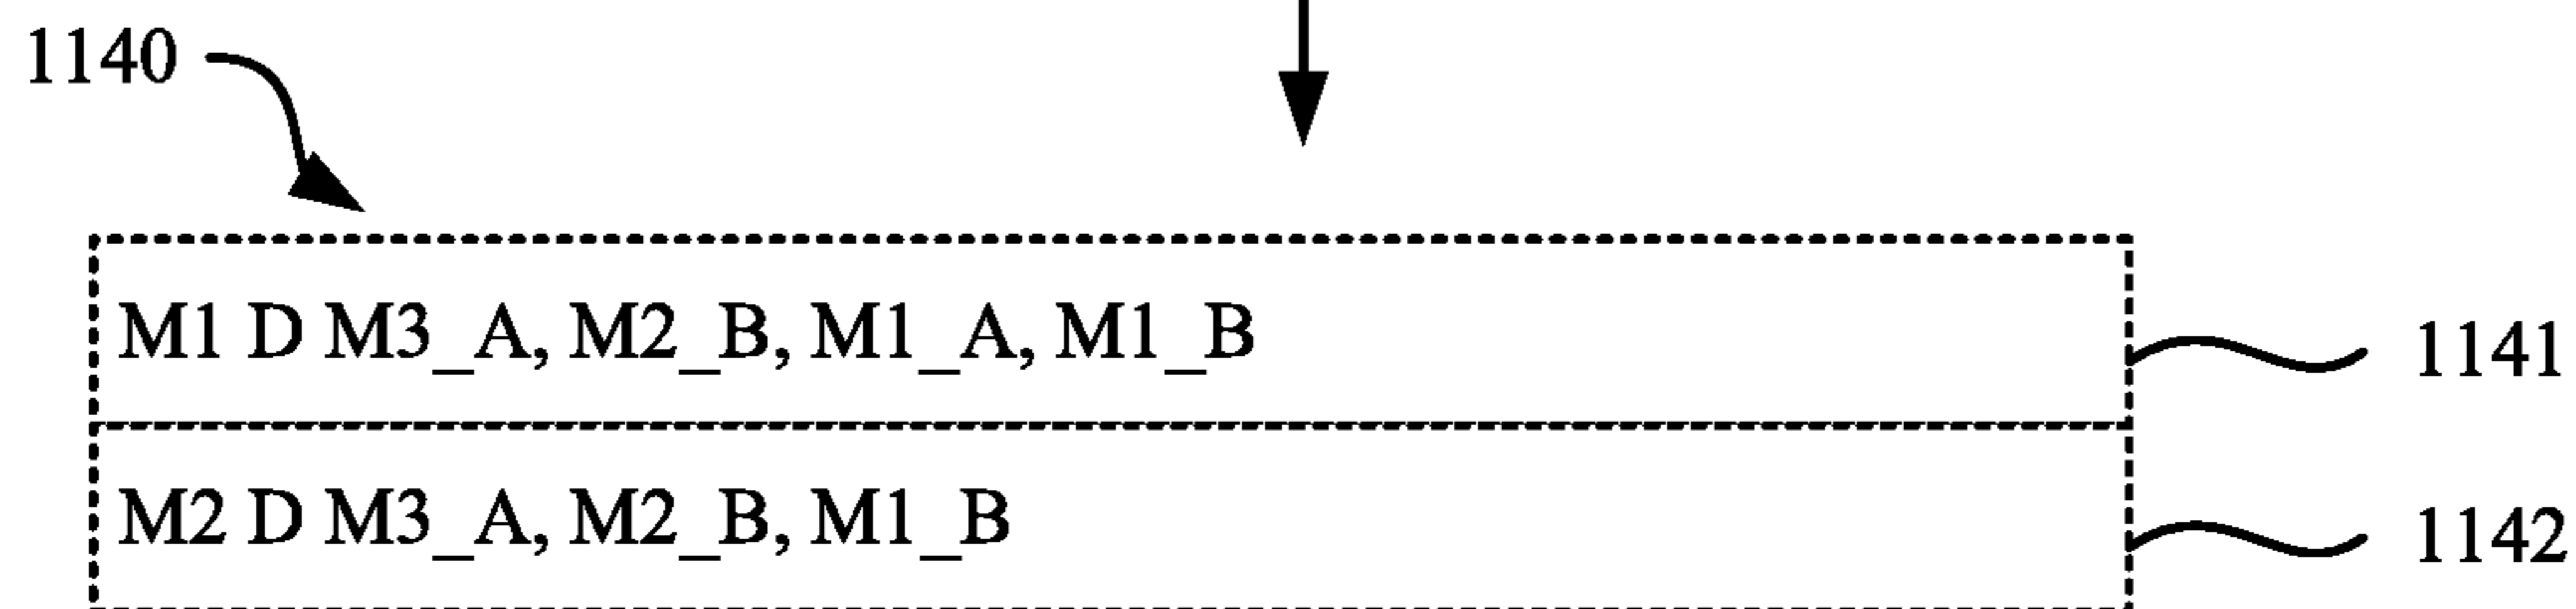 1140
M1 D M3_A, M2_B, M1_A, M1_B
1141
M2 D M3_A, M2_B, M1_B
1142